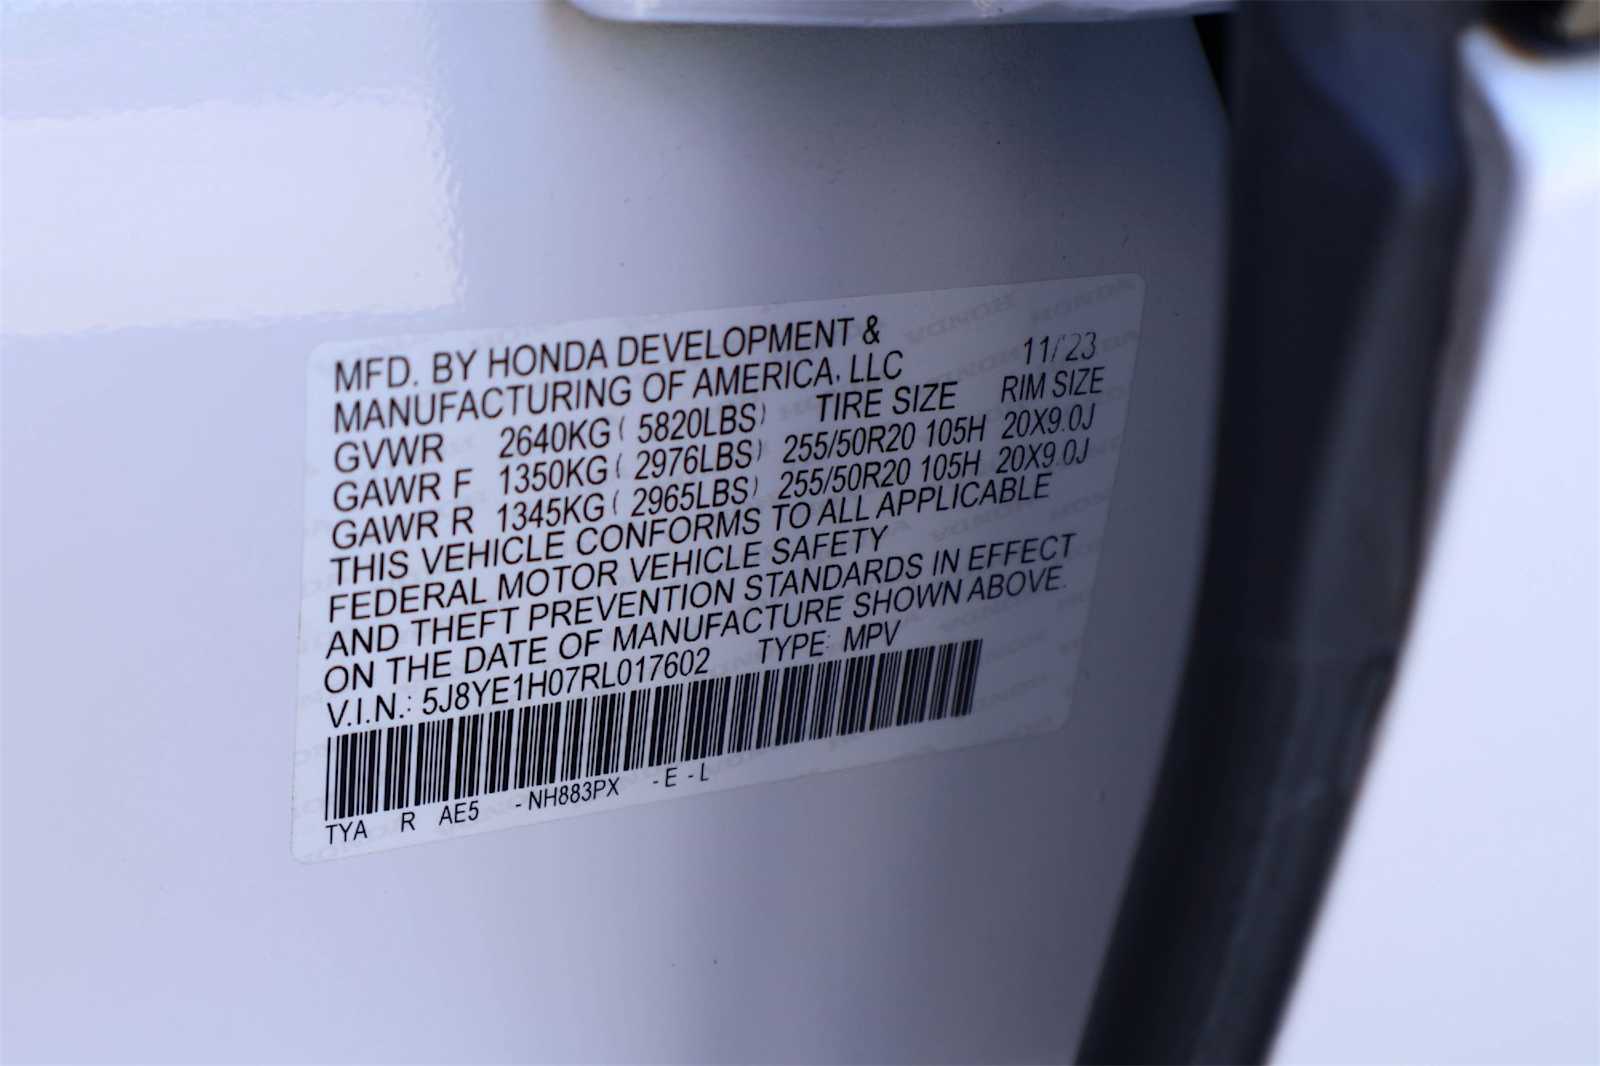 MFD. BY HONDA DEVELOPMENT & 11/23
MANUFACTURING OF AMERICA, LLC
GVWR 2640KG ( 5820LBS) TIRE SIZE RIM SIZE
GAWR F 1350KG ( 2976LBS) 255/50R20 105H 20X9.0J
GAWR R 1345KG ( 2965LBS) 255/50R20 105H 20X9.0J
THIS VEHICLE CONFORMS TO ALL APPLICABLE
FEDERAL MOTOR VEHICLE SAFETY
AND THEFT PREVENTION STANDARDS IN EFFECT
ON THE DATE OF MANUFACTURE SHOWN ABOVE.
V.I.N.: 5J8YE1H07RL017602 TYPE: MPV
TYA R AE5 -NH883PX -E-L